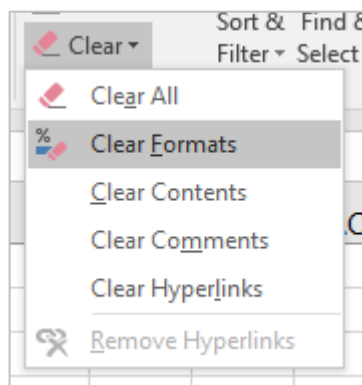 Sort & Find &
Clear
Filter Select
Clear All
% Clear Formats
Clear Contents
Clear Comments
Clear Hyperlinks
Remove Hyperlinks